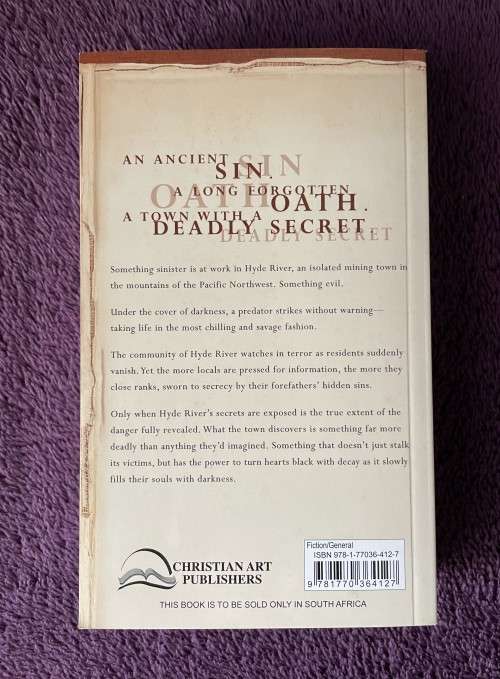 AN ANCIENT SIN
SIN.
A LONG FORGOTTEN
OATH OATH.
A TOWN WITH A
DEADLY SECRET.
DEADLY SECRET
Something sinister is at work in Hyde River, an isolated mining town in
the mountains of the Pacific Northwest. Something evil.
Under the cover of darkness, a predator strikes without warning—
taking life in the most chilling and savage fashion.
The community of Hyde River watches in terror as residents suddenly
vanish. Yet the more locals are pressed for information, the more they
close ranks, sworn to secrecy by their forefathers' hidden sins.
Only when Hyde River's secrets are exposed is the true extent of the
danger fully revealed. What the town discovers is something far more
deadly than anything they'd imagined. Something that doesn't just stalk
its victims, but has the power to turn hearts black with decay as it slowly
fills their souls with darkness.
Fiction/General
ISBN 978-1-77036-412-7
9 781770 364127
CHRISTIAN ART
PUBLISHERS
THIS BOOK IS TO BE SOLD ONLY IN SOUTH AFRICA